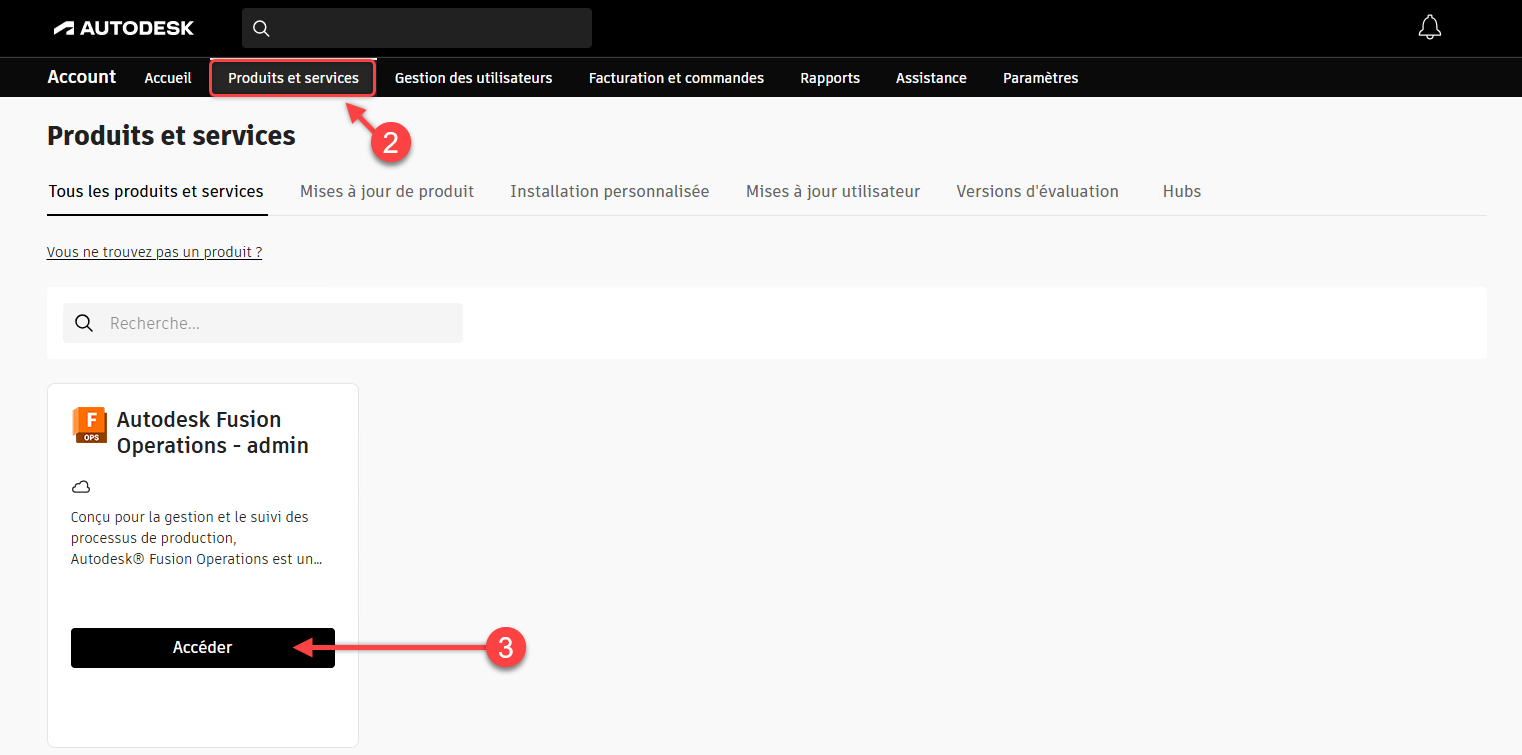 AUTODESK
Account Accueil Produits et services Gestion des utilisateurs Facturation et commandes Rapports Assistance Paramètres
2
Produits et services
Tous les produits et services Mises à jour de produit Installation personnalisée Mises à jour utilisateur Versions d'évaluation Hubs
Vous ne trouvez pas un produit ?
Recherche...
F
OPS
Autodesk Fusion
Operations - admin
Conçu pour la gestion et le suivi des
processus de production,
Autodesk® Fusion Operations est un...
Accéder
3